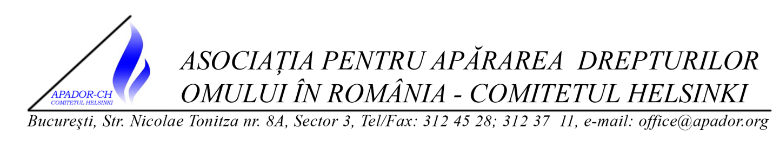 ASOCIAȚIA PENTRU APĂRAREA DREPTURILOR
OMULUI ÎN ROMÂNIA - COMITETUL HELSINKI
APADOR-CH
COMITETUL HELSINKI
București, Str. Nicolae Tonitza nr. 8A, Sector 3, Tel/Fax: 312 45 28; 312 37 11, e-mail: office@apador.org